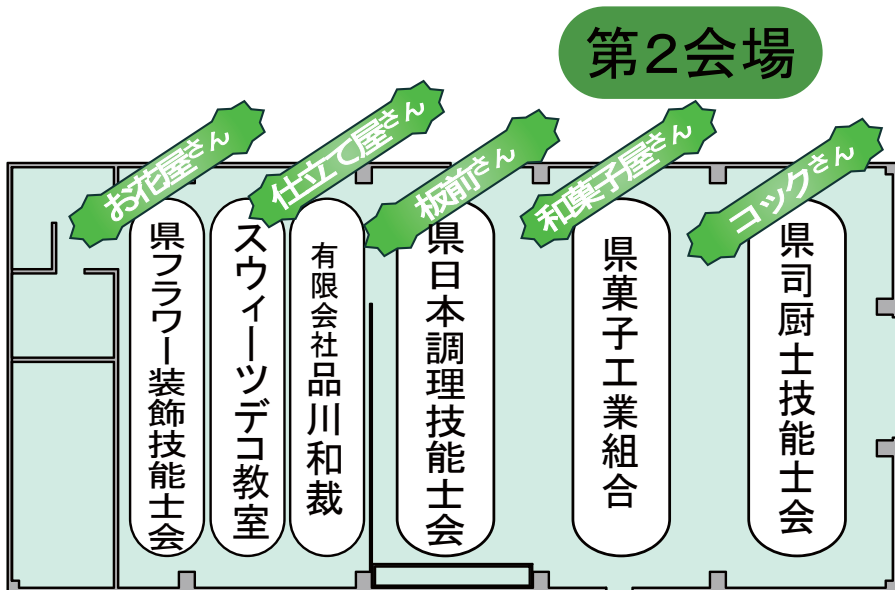 第2会場
お花屋さん
仕立て屋さん
板前さん
和菓子屋さん
コックさん
県フラワー装飾技能士会
スウィーツデコ教室
有限会社品川和裁
県日本調理技能士会
県菓子工業組合
県司厨士技能士会